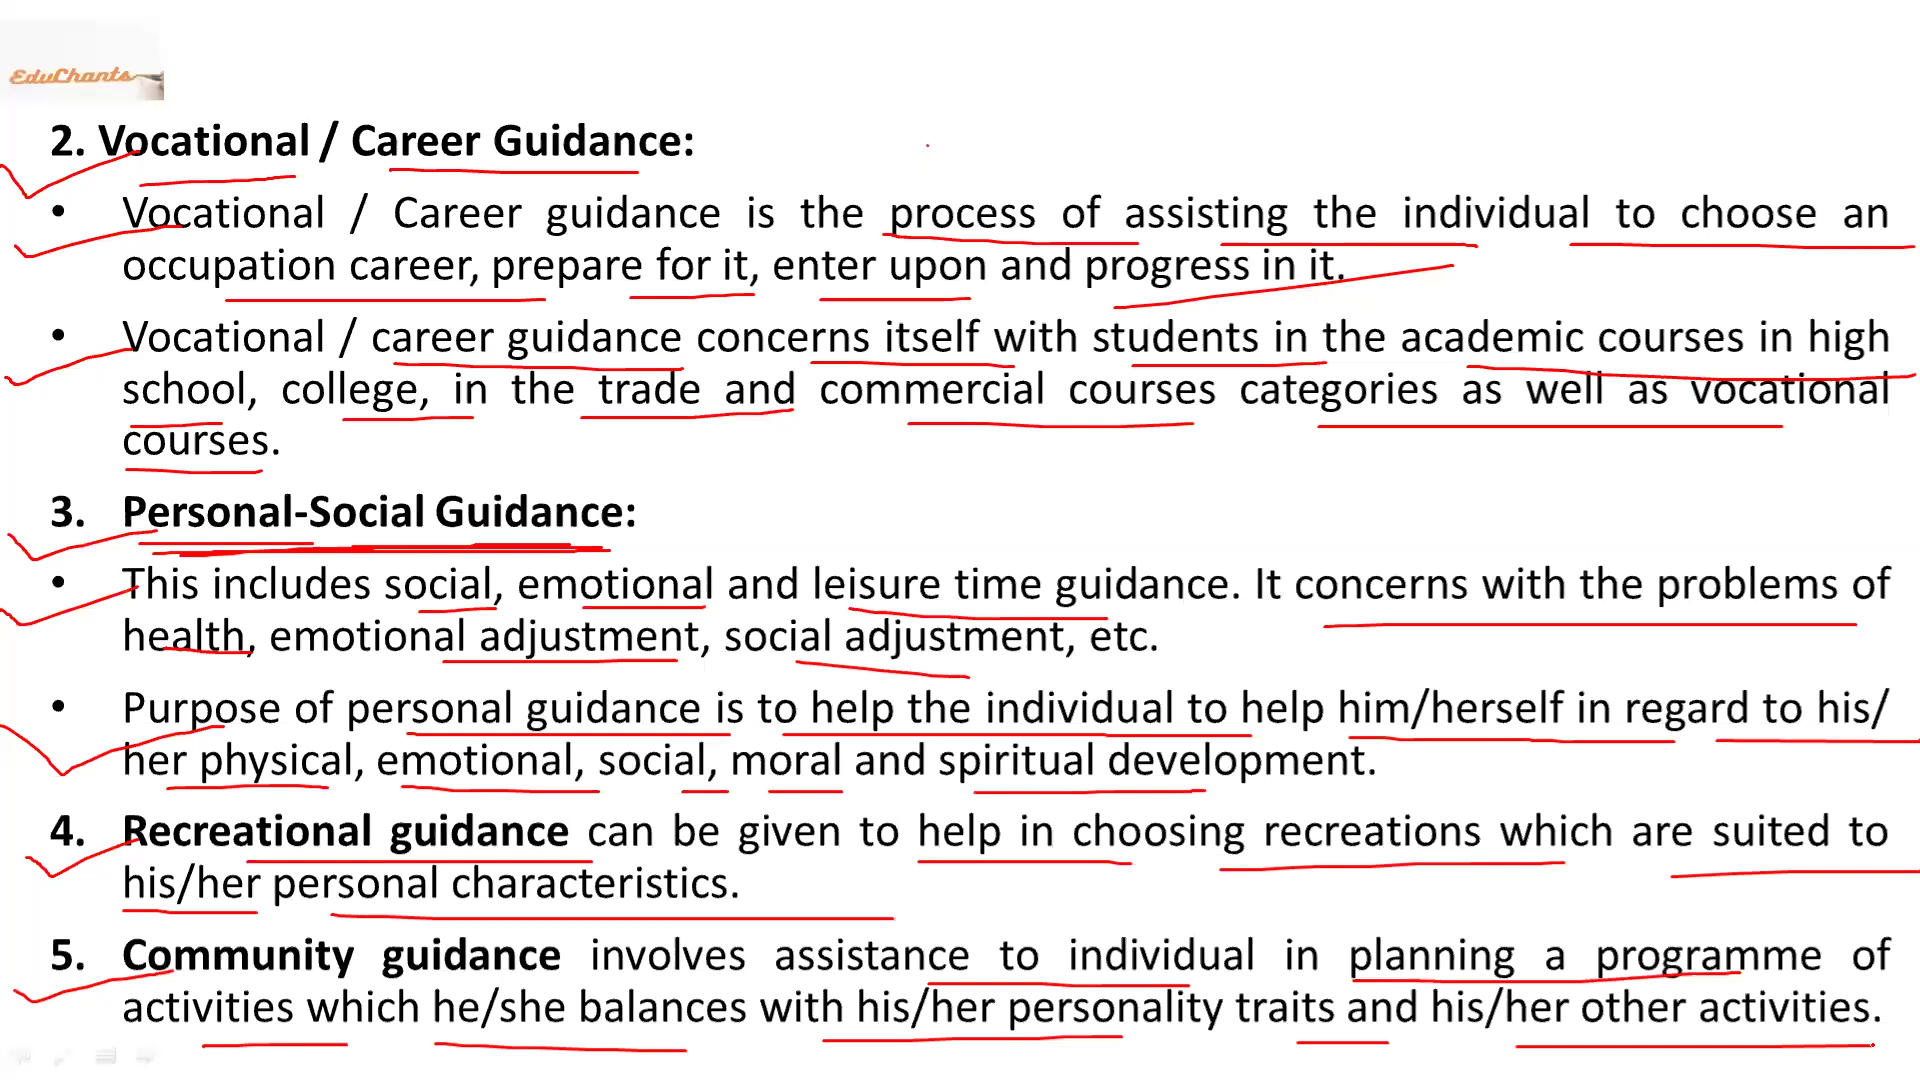 EduChants
2. Vocational / Career Guidance:
• Vocational / Career guidance is the process of assisting the individual to choose an
occupation career, prepare for it, enter upon and progress in it.
• Vocational / career guidance concerns itself with students in the academic courses in high
school, college, in the trade and commercial courses categories as well as vocational
courses.
3. Personal-Social Guidance:
• This includes social, emotional and leisure time guidance. It concerns with the problems of
health, emotional adjustment, social adjustment, etc.
• Purpose of personal guidance is to help the individual to help him/herself in regard to his/
her physical, emotional, social, moral and spiritual development.
4. Recreational guidance can be given to help in choosing recreations which are suited to
his/her personal characteristics.
5. Community guidance involves assistance to individual in planning a programme of
activities which he/she balances with his/her personality traits and his/her other activities.